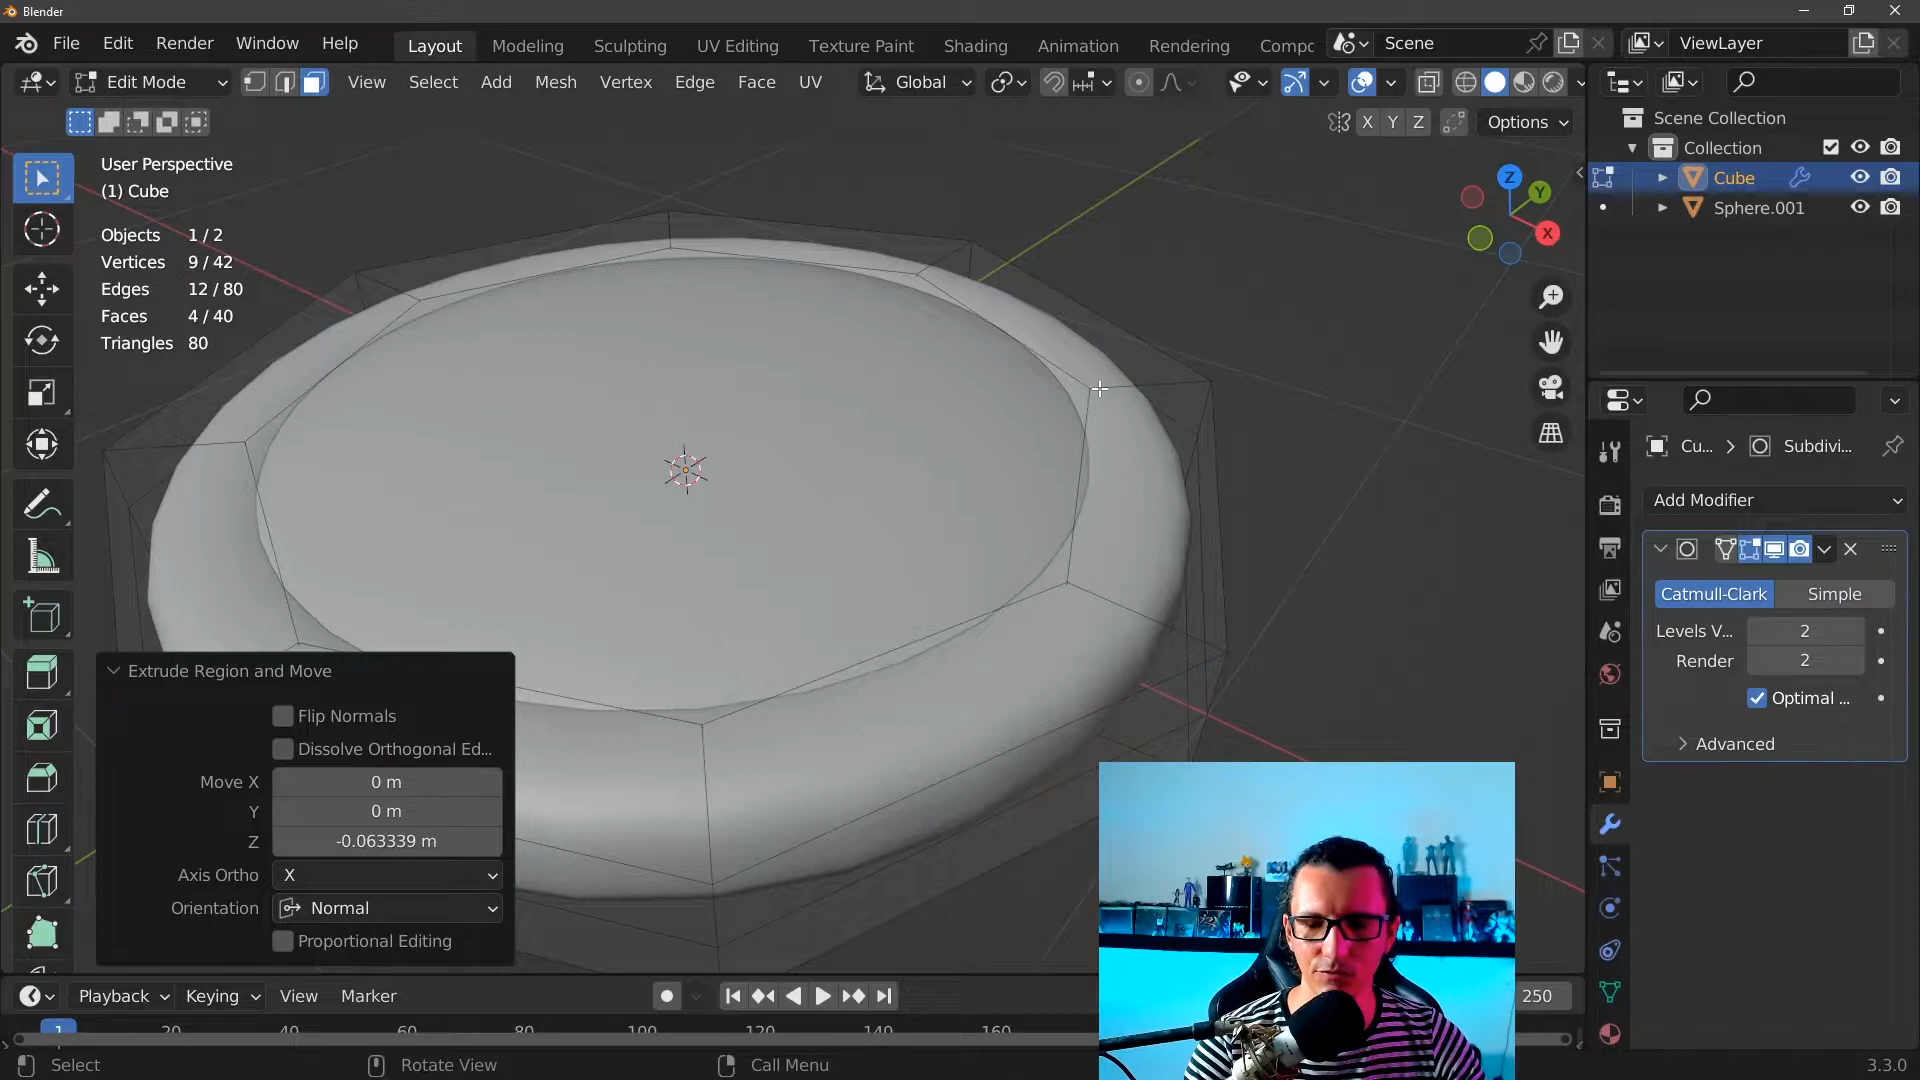 Blender
File Edit Render Window Help Layout Modeling Sculpting UV Editing Texture Paint Shading Animation Rendering Compc Scene ViewLayer
Edit Mode View Select Add Mesh Vertex Edge Face UV Global
X Y Z Options
User Perspective
(1) Cube
Objects 1 / 2
Vertices 9 / 42
Edges 12 / 80
Faces 4 / 40
Triangles 80
Z
Y
X
Scene Collection
Collection
Cube
Sphere.001
Cu... Subdivi...
Add Modifier
Catmull-Clark Simple
Levels V... 2
Render 2
Optimal ...
Advanced
Extrude Region and Move
Flip Normals
Dissolve Orthogonal Ed...
Move X 0 m
Y 0 m
Z -0.063339 m
Axis Ortho X
Orientation Normal
Proportional Editing
Playback Keying View Marker 250
1 20 40 60 80 100 120 140 160
Select Rotate View Call Menu 3.3.0